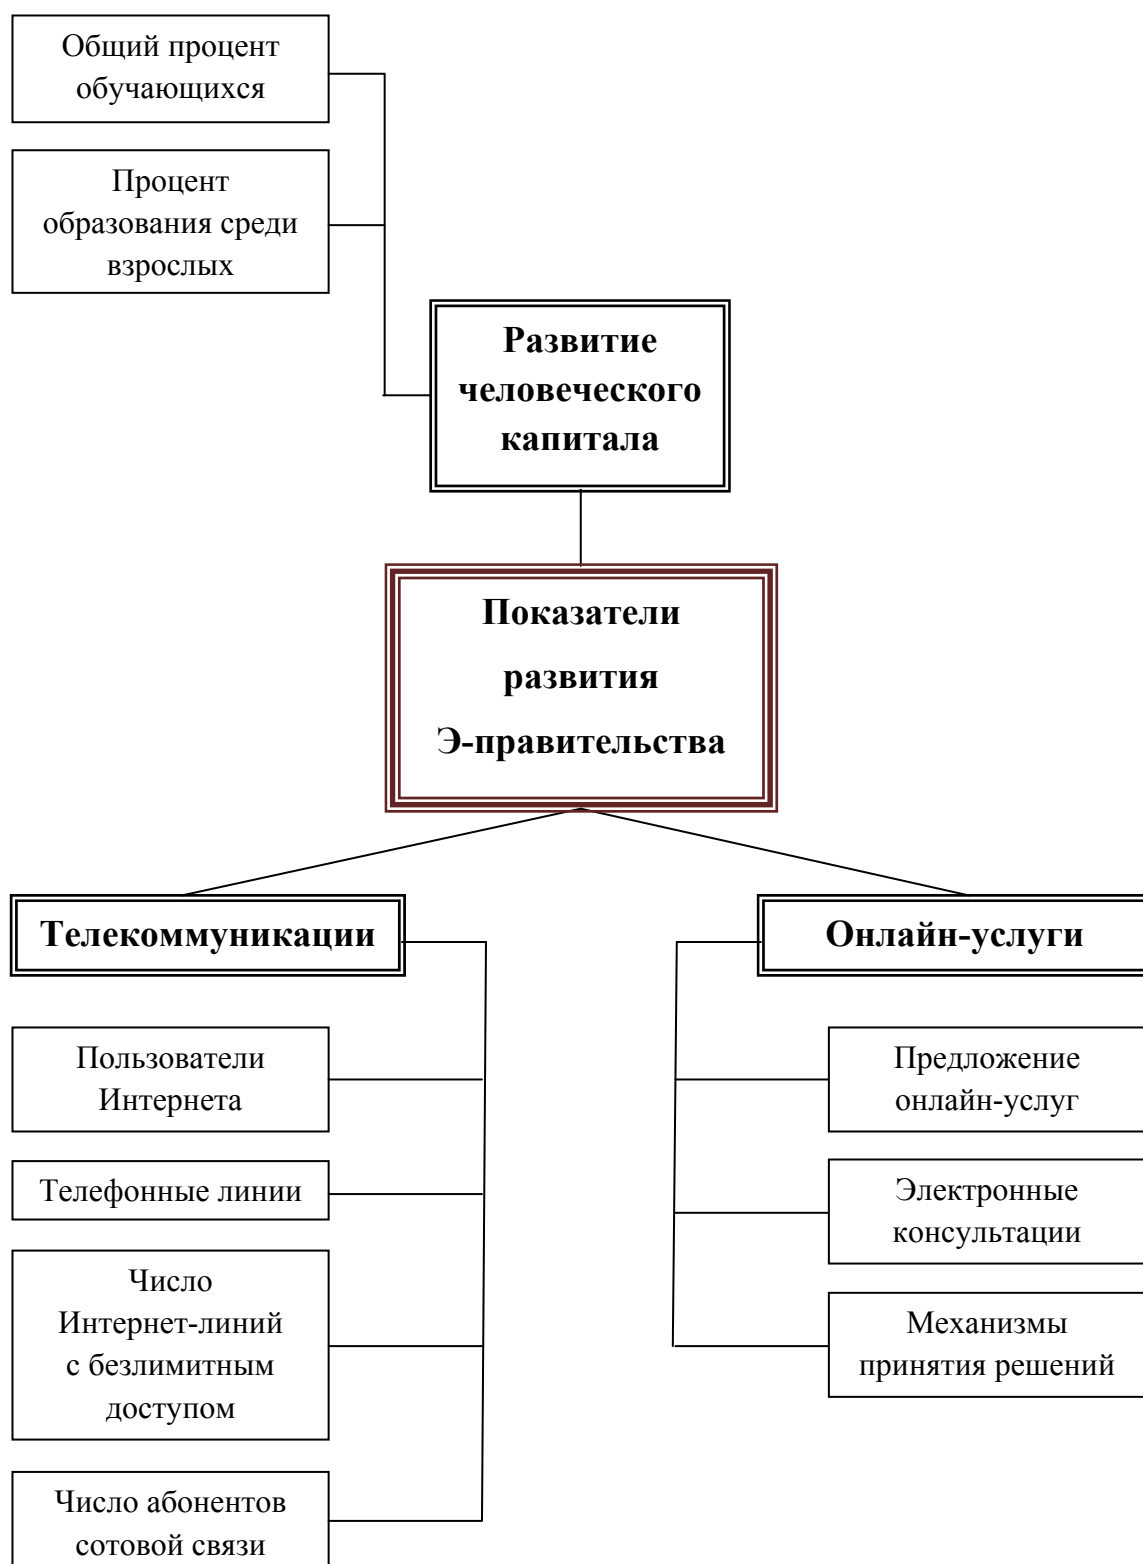 Общий процент
обучающихся
Процент
образования среди
взрослых
Развитие
человеческого
капитала
Показатели
развития
Э-правительства
Телекоммуникации
Онлайн-услуги
Пользователи
Интернета
Телефонные линии
Число
Интернет-линий
с безлимитным
доступом
Число абонентов
сотовой связи
Предложение
онлайн-услуг
Электронные
консультации
Механизмы
принятия решений